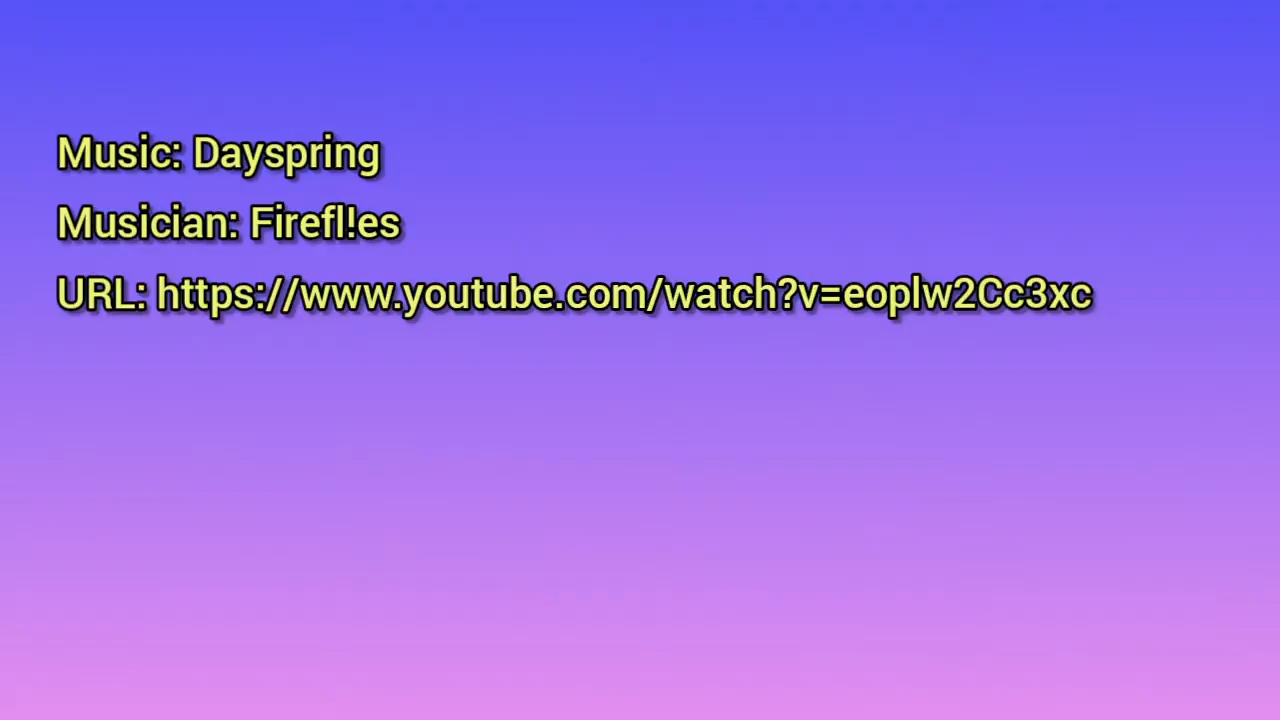 Music: Dayspring
Musician: Firefl!es
URL: https://www.youtube.com/watch?v=eoplw2Cc3xc